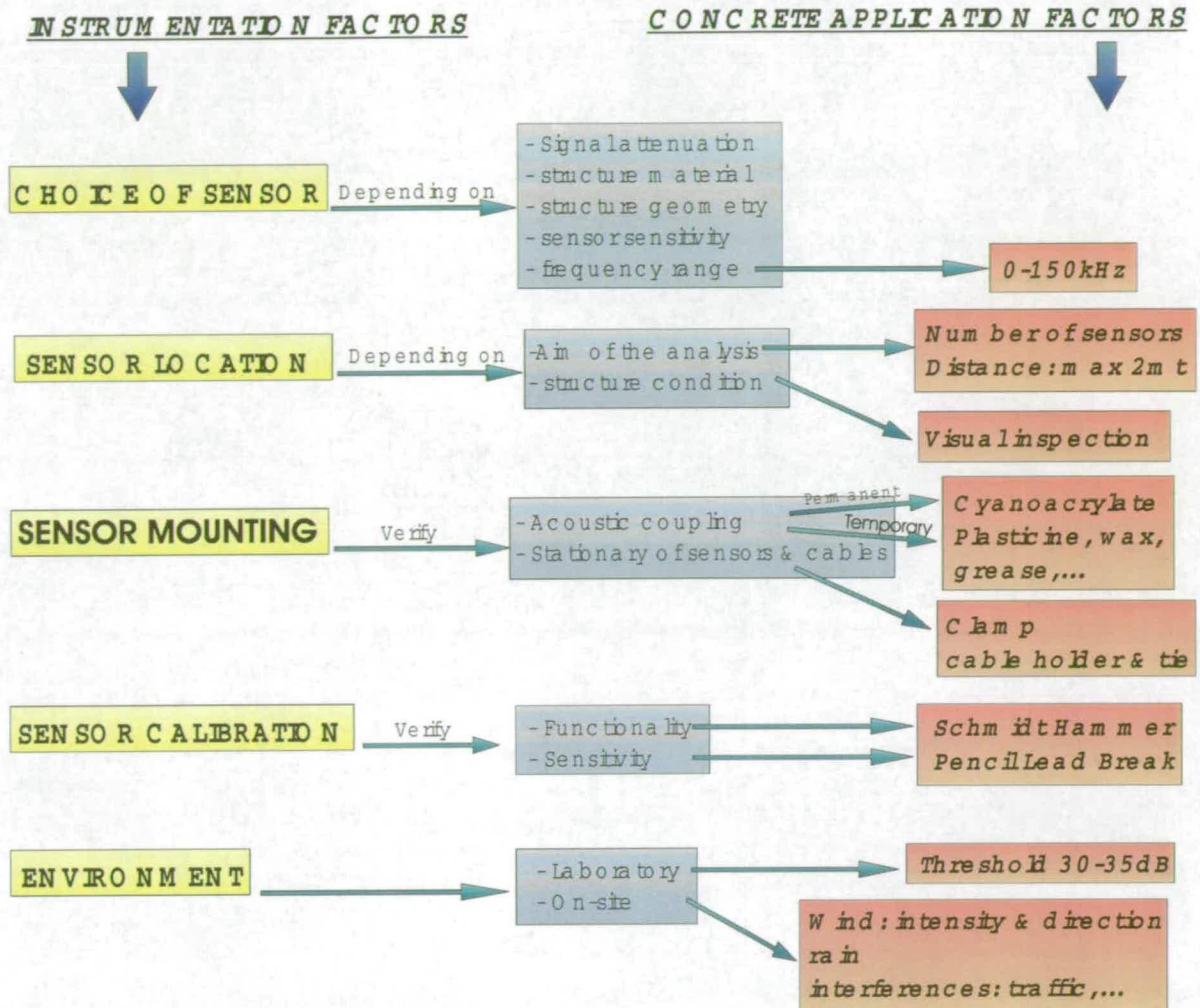 INSTRUMENTATION FACTORS
CONCRETE APPLICATION FACTORS
CHOICE OF SENSOR
Depending on
-Signal attenuation
-structure material
-structure geometry
-sensor sensitivity
-frequency range
0-150kHz
SENSOR LOCATION
Depending on
-Aim of the analysis
-structure condition
Number of sensors
Distance: max 2mt
Visual inspection
SENSOR MOUNTING
Verify
-Acoustic coupling
-Stationary of sensors & cables
Permanent
Temporary
Cyanoacrylate
Plasticine, wax,
grease,...
Clamp
cable holder & tie
SENSOR CALIBRATION
Verify
-Functionality
-Sensitivity
Schmidt Hammer
Pencil Lead Break
ENVIRONMENT
-Laboratory
-On-site
Threshold 30-35dB
Wind: intensity & direction
rain
interferences: traffic,...